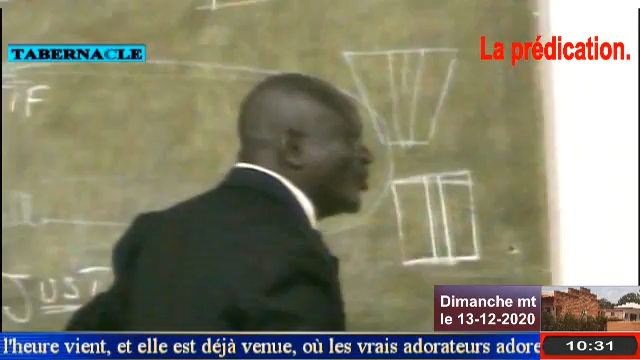 TABERNACLE
La prédication.
IF
JUST
Dimanche mt
le 13-12-2020
l'heure vient, et elle est déjà venue, où les vrais adorateurs adore
10:31